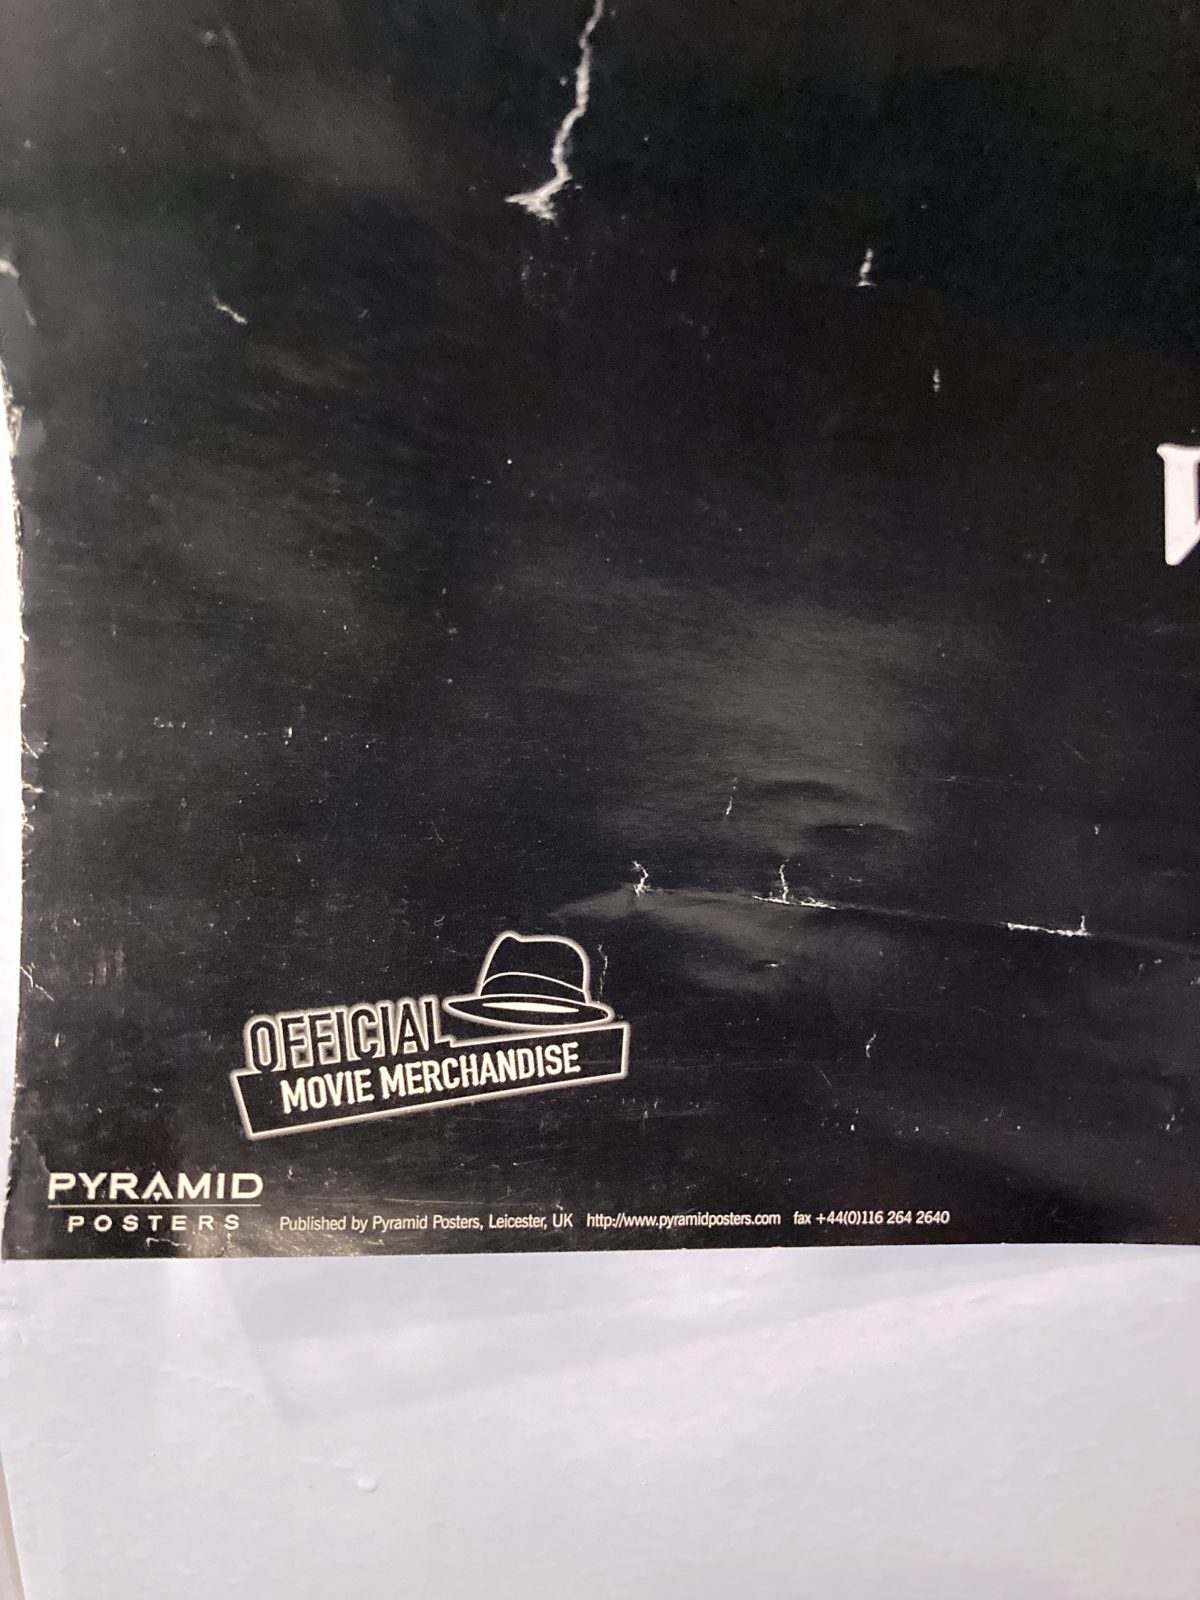 OFFICIAL
MOVIE MERCHANDISE
PYRAMID
POSTERS
Published by Pyramid Posters, Leicester, UK http://www.pyramidposters.com fax +44(0)116 264 2640